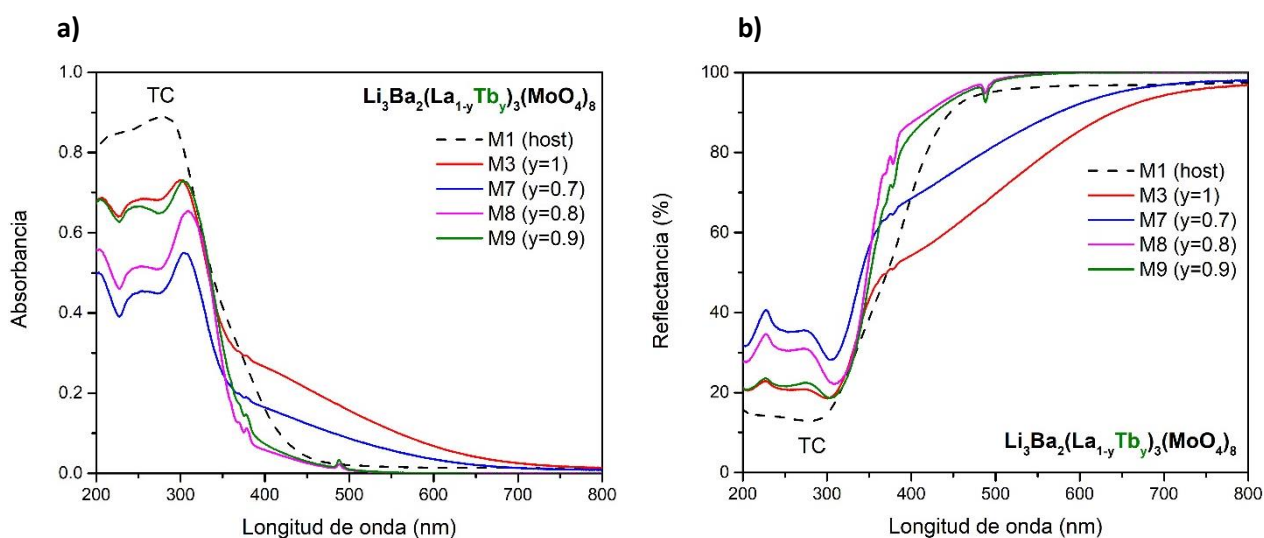 a)
1.0
0.8
0.6
0.4
0.2
0.0
Absorbancia
TC
Li3Ba2(La1-yTby)3(MoO4)8
M1 (host)
M3 (y=1)
M7 (y=0.7)
M8 (y=0.8)
M9 (y=0.9)
200 300 400 500 600 700 800
Longitud de onda (nm)
b)
100
80
60
40
20
0
Reflectancia (%)
M1 (host)
M3 (y=1)
M7 (y=0.7)
M8 (y=0.8)
M9 (y=0.9)
TC
Li3Ba2(La1-yTby)3(MoO4)8
200 300 400 500 600 700 800
Longitud de onda (nm)